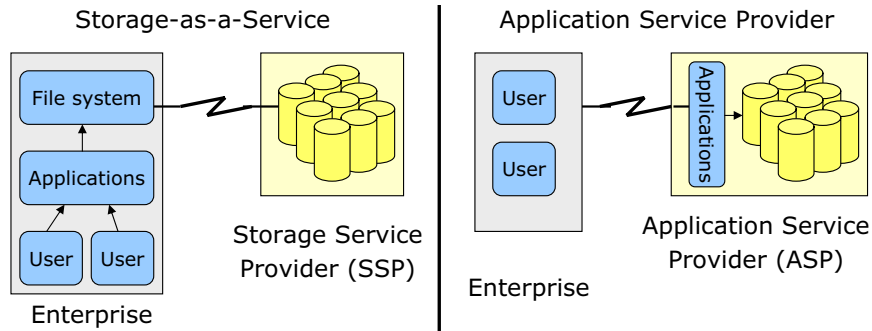 Storage-as-a-Service
File system
Applications
User
User
Enterprise
Storage Service
Provider (SSP)
Application Service Provider
User
User
Enterprise
Applications
Application Service
Provider (ASP)